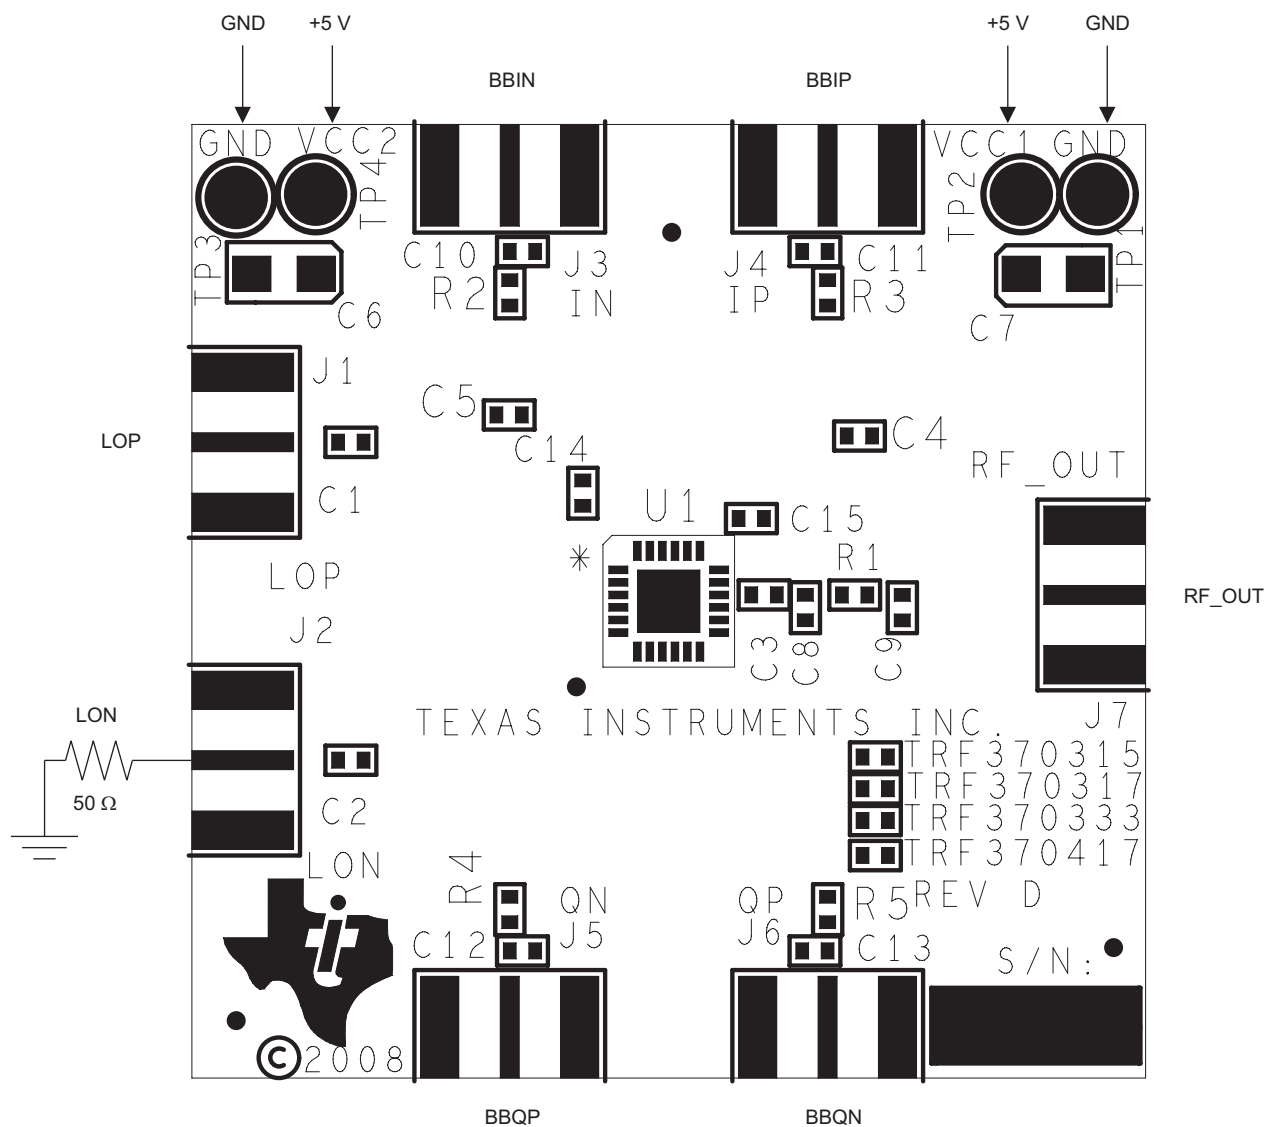 GND
+5 V
+5 V
GND
BBIN
BBIP
GND
VCC2
VCC1
GND
TP4
TP2
TP3
TP1
C10
J3
J4
C11
R2
IN
IP
R3
C6
C7
J1
C5
C4
LOP
C14
RF_OUT
C1
U1
C15
*
R1
LOP
RF_OUT
J2
C3
C8
C9
LON
TEXAS INSTRUMENTS INC.
J7
TRF370315
TRF370317
50 Ω
C2
TRF370333
TRF370417
LON
R4
QN
QP
R5
REV D
J5
J6
C12
C13
S/N:
©2008
BBQP
BBQN